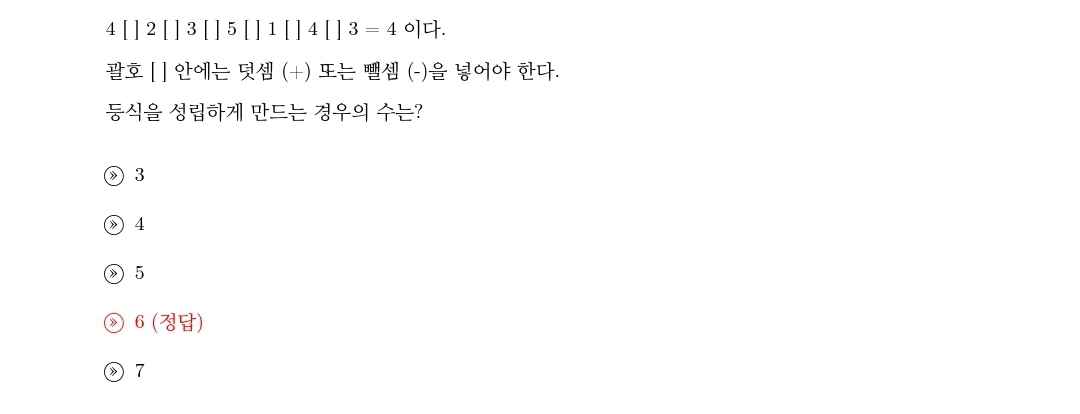 4 [ ] 2 [ ] 3 [ ] 5 [ ] 1 [ ] 4 [ ] 3 = 4 이다.
괄호 [ ] 안에는 덧셈 (+) 또는 뺄셈 (-)을 넣어야 한다.
등식을 성립하게 만드는 경우의 수는?
3
4
5
6 (정답)
7